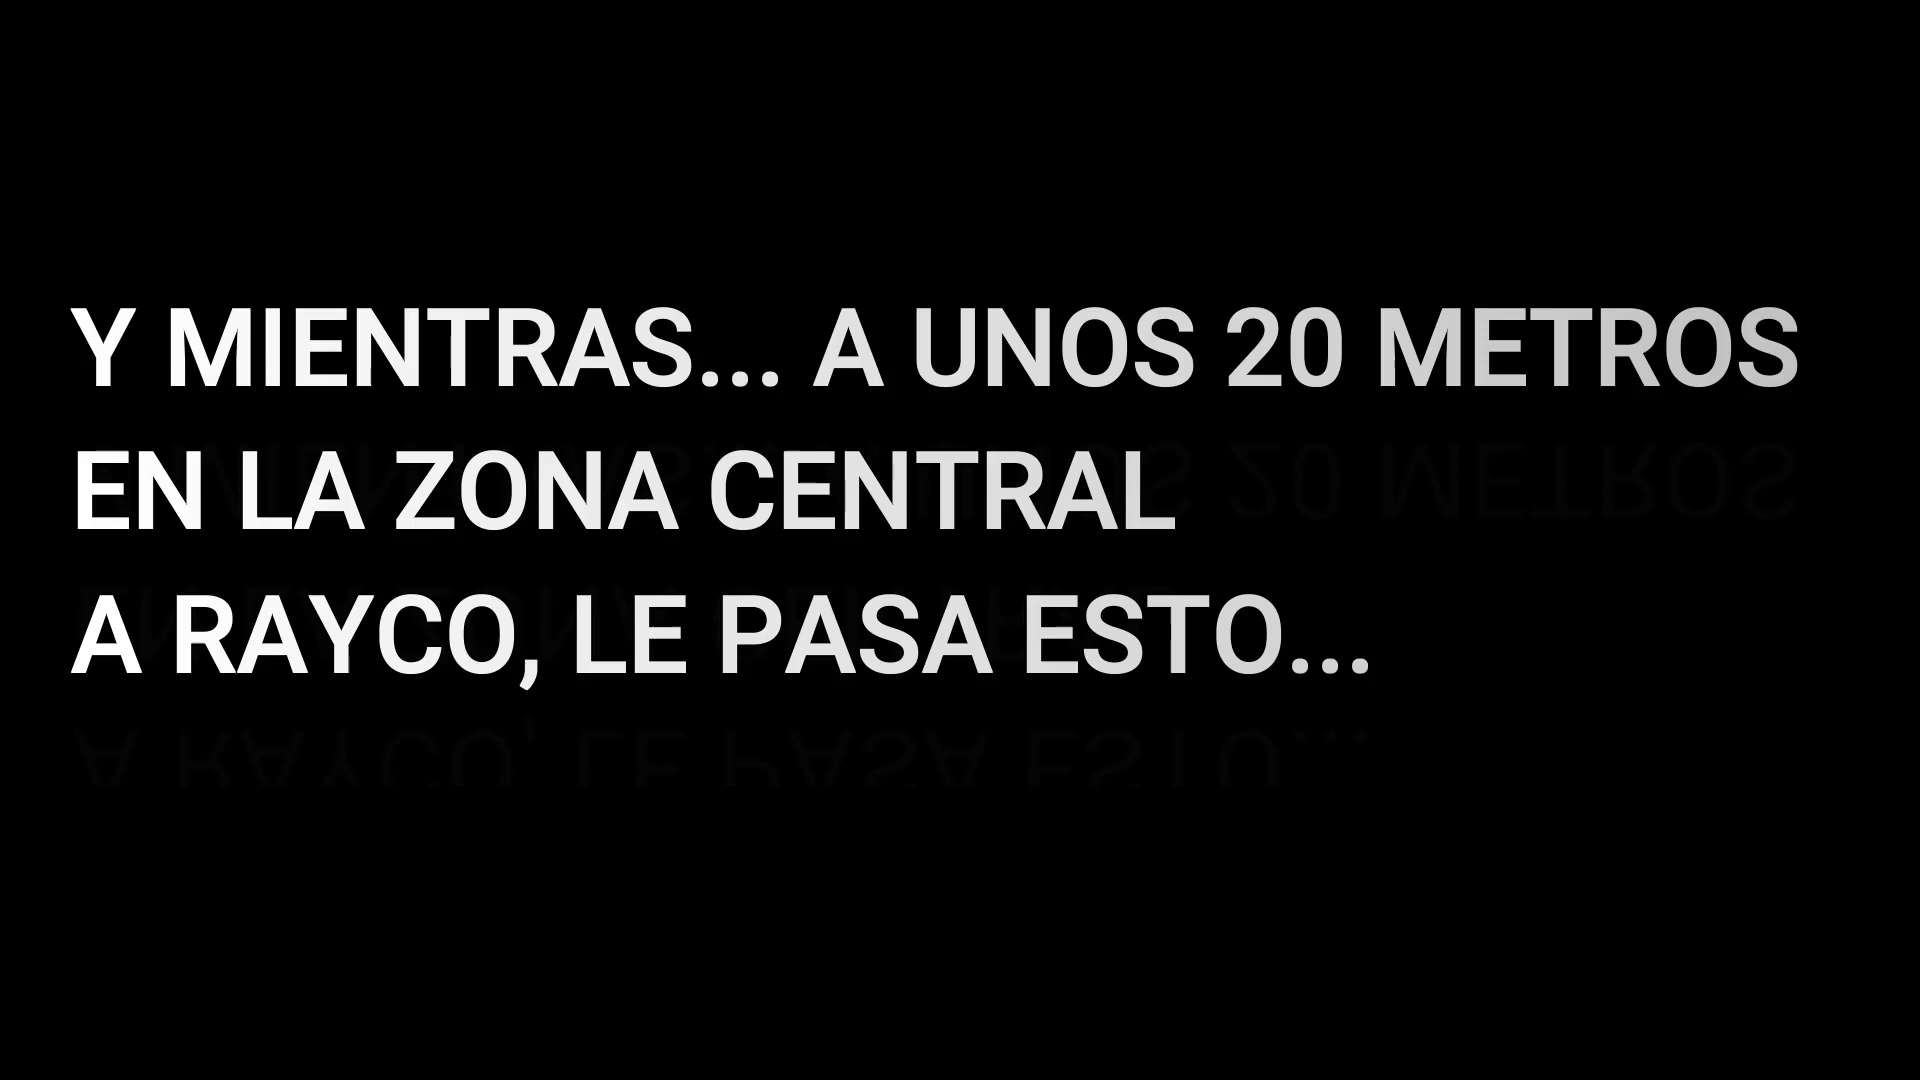 Y MIENTRAS... A UNOS 20 METROS
EN LA ZONA CENTRAL
A RAYCO, LE PASA ESTO...